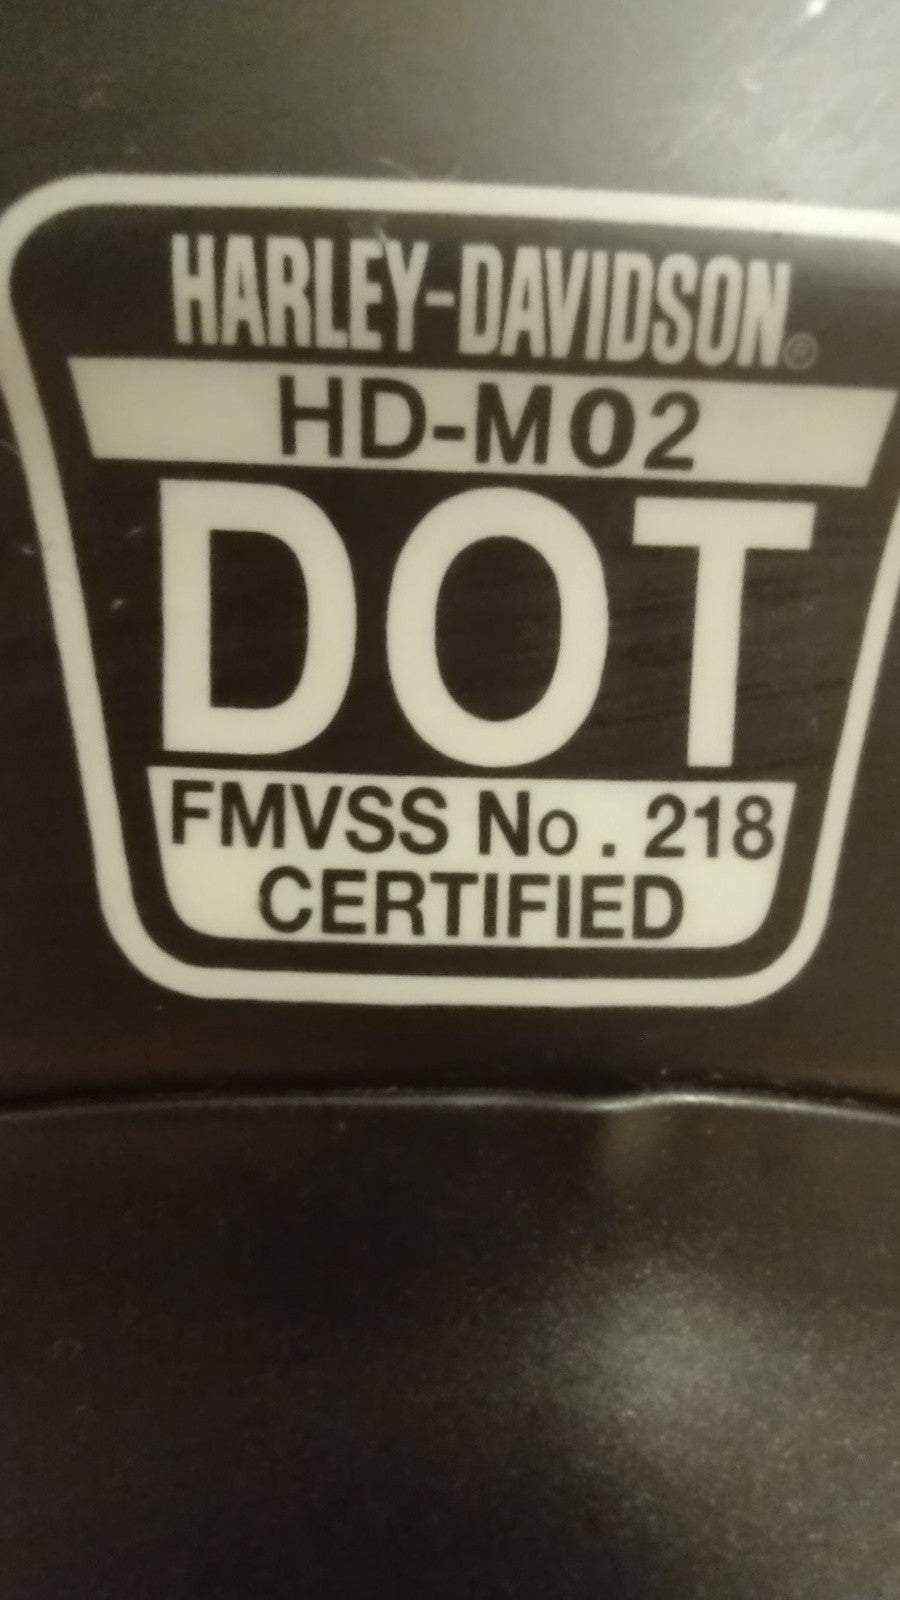 HARLEY-DAVIDSON®
HD-M02
DOT
FMVSS No. 218
CERTIFIED